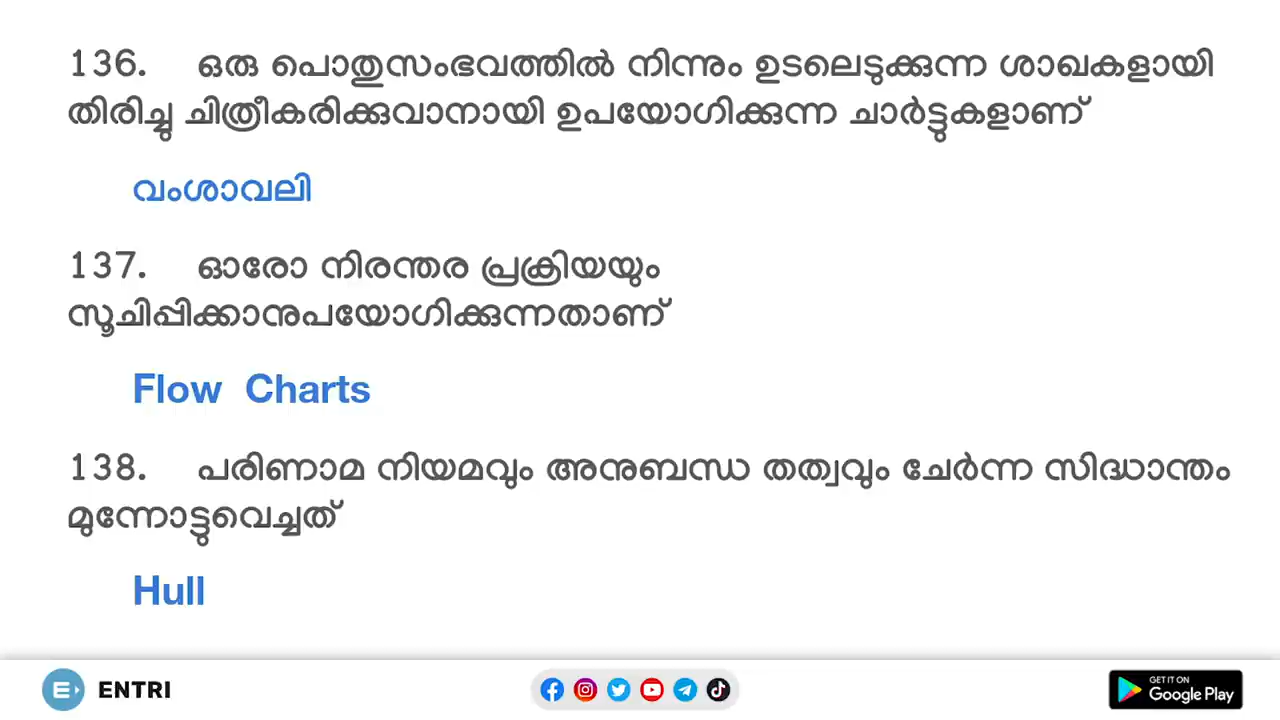 136. ഒരു പൊതുസംഭവത്തിൽ നിന്നും ഉടലെടുക്കുന്ന ശാഖകളായി
തിരിച്ചു ചിത്രീകരിക്കുവാനായി ഉപയോഗിക്കുന്ന ചാർട്ടുകളാണ്
വംശാവലി
137. ഓരോ നിരന്തര പ്രക്രിയയും
സൂചിപ്പിക്കാനുപയോഗിക്കുന്നതാണ്
Flow Charts
138. പരിണാമ നിയമവും അനുബന്ധ തത്വവും ചേർന്ന സിദ്ധാന്തം
മുന്നോട്ടുവെച്ചത്
Hull
ENTRI
GET IT ON
Google Play